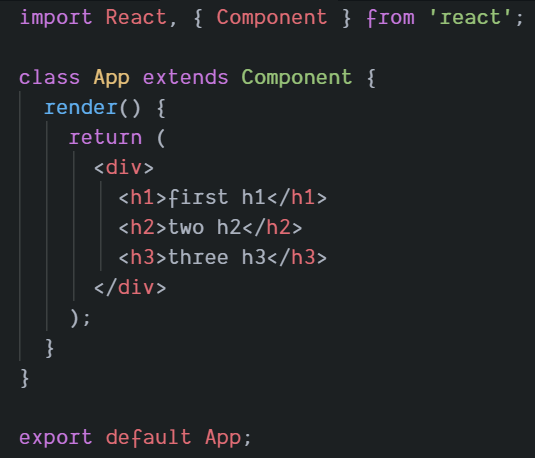 import React, { Component } from 'react';
class App extends Component {
render() {
return (
<div>
<h1>first h1</h1>
<h2>two h2</h2>
<h3>three h3</h3>
</div>
);
}
}
export default App;